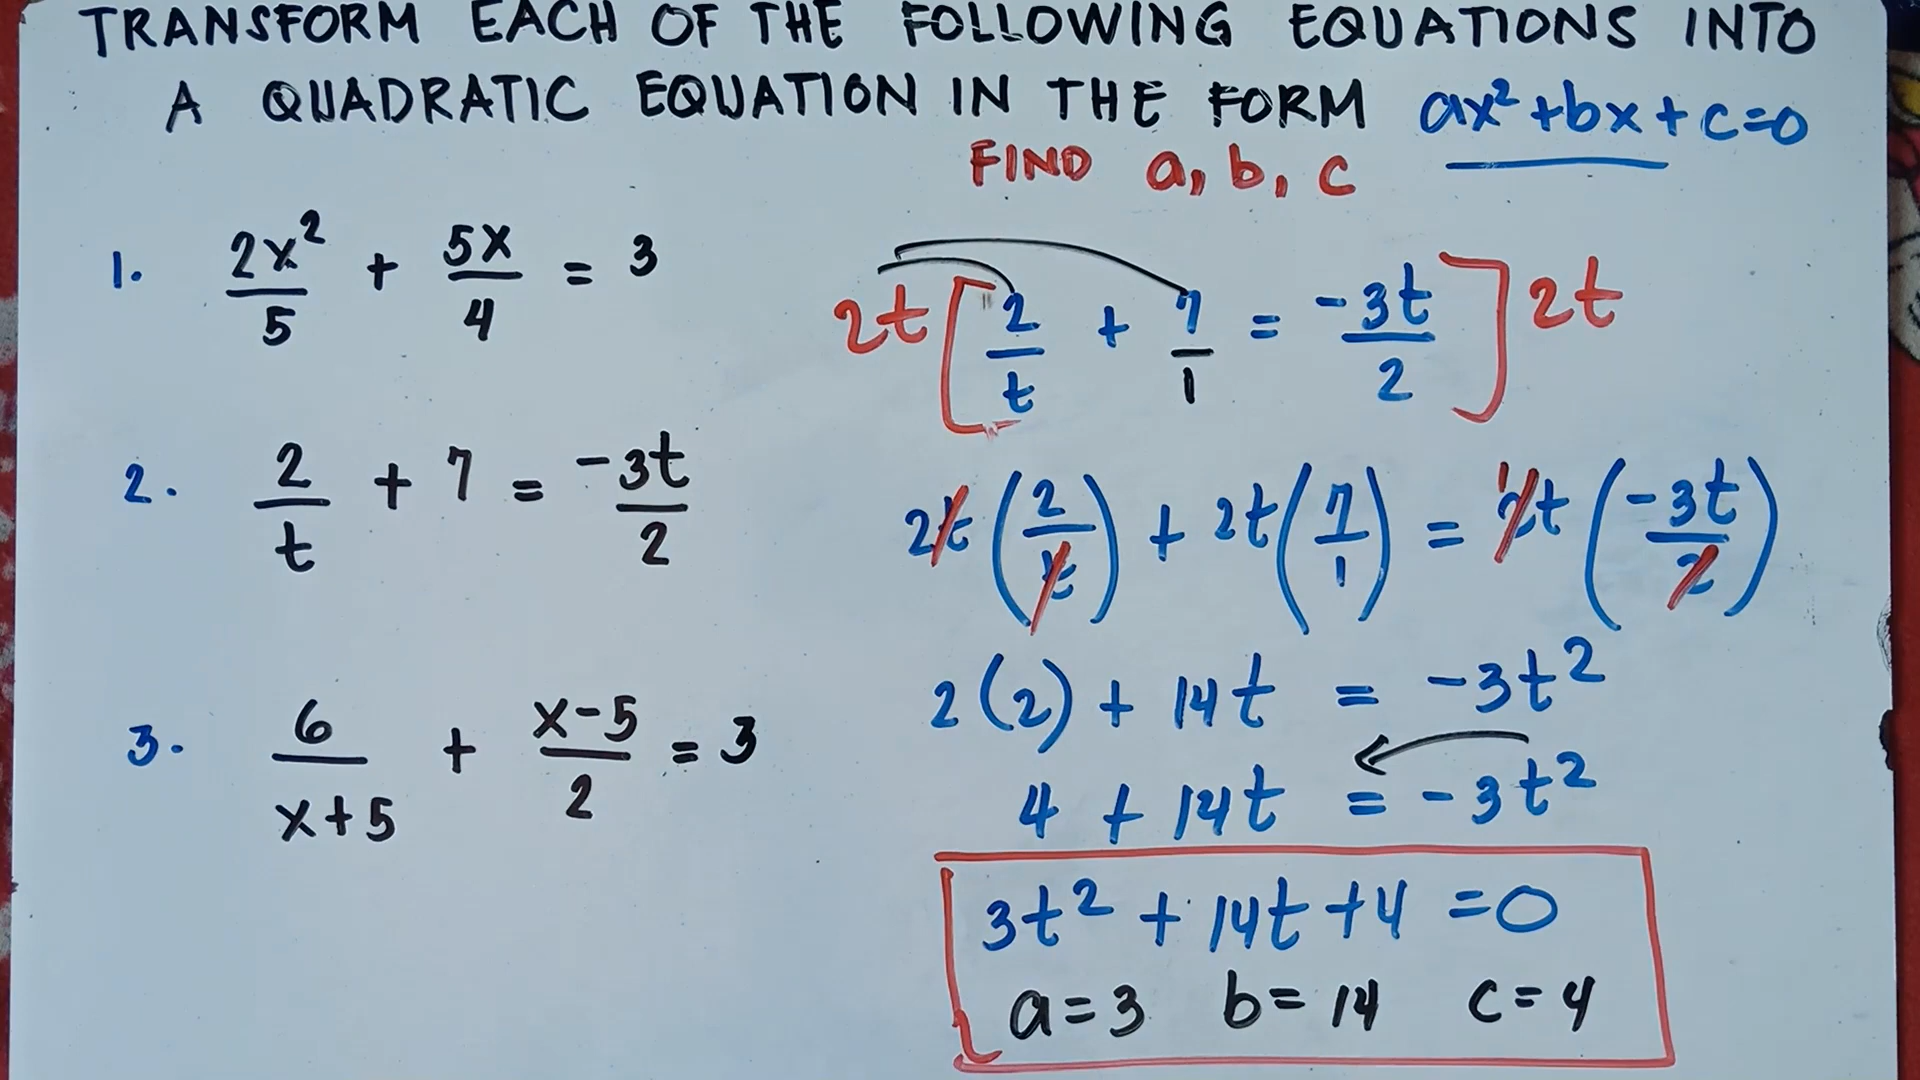 TRANSFORM EACH OF THE FOLLOWING EQUATIONS INTO
A QUADRATIC EQUATION IN THE FORM ax²+bx+c=0
FIND a, b, c
1. 2x²/5 + 5x/4 = 3
2. 2/t + 7 = -3t/2
3. 6/x+5 + x-5/2 = 3
2t[2/t + 7/1 = -3t/2]2t
2t(2/t) + 2t(7/1) = 2t(-3t/2)
2(2) + 14t = -3t²
4 + 14t = -3t²
3t² + 14t + 4 = 0
a=3 b=14 c=4